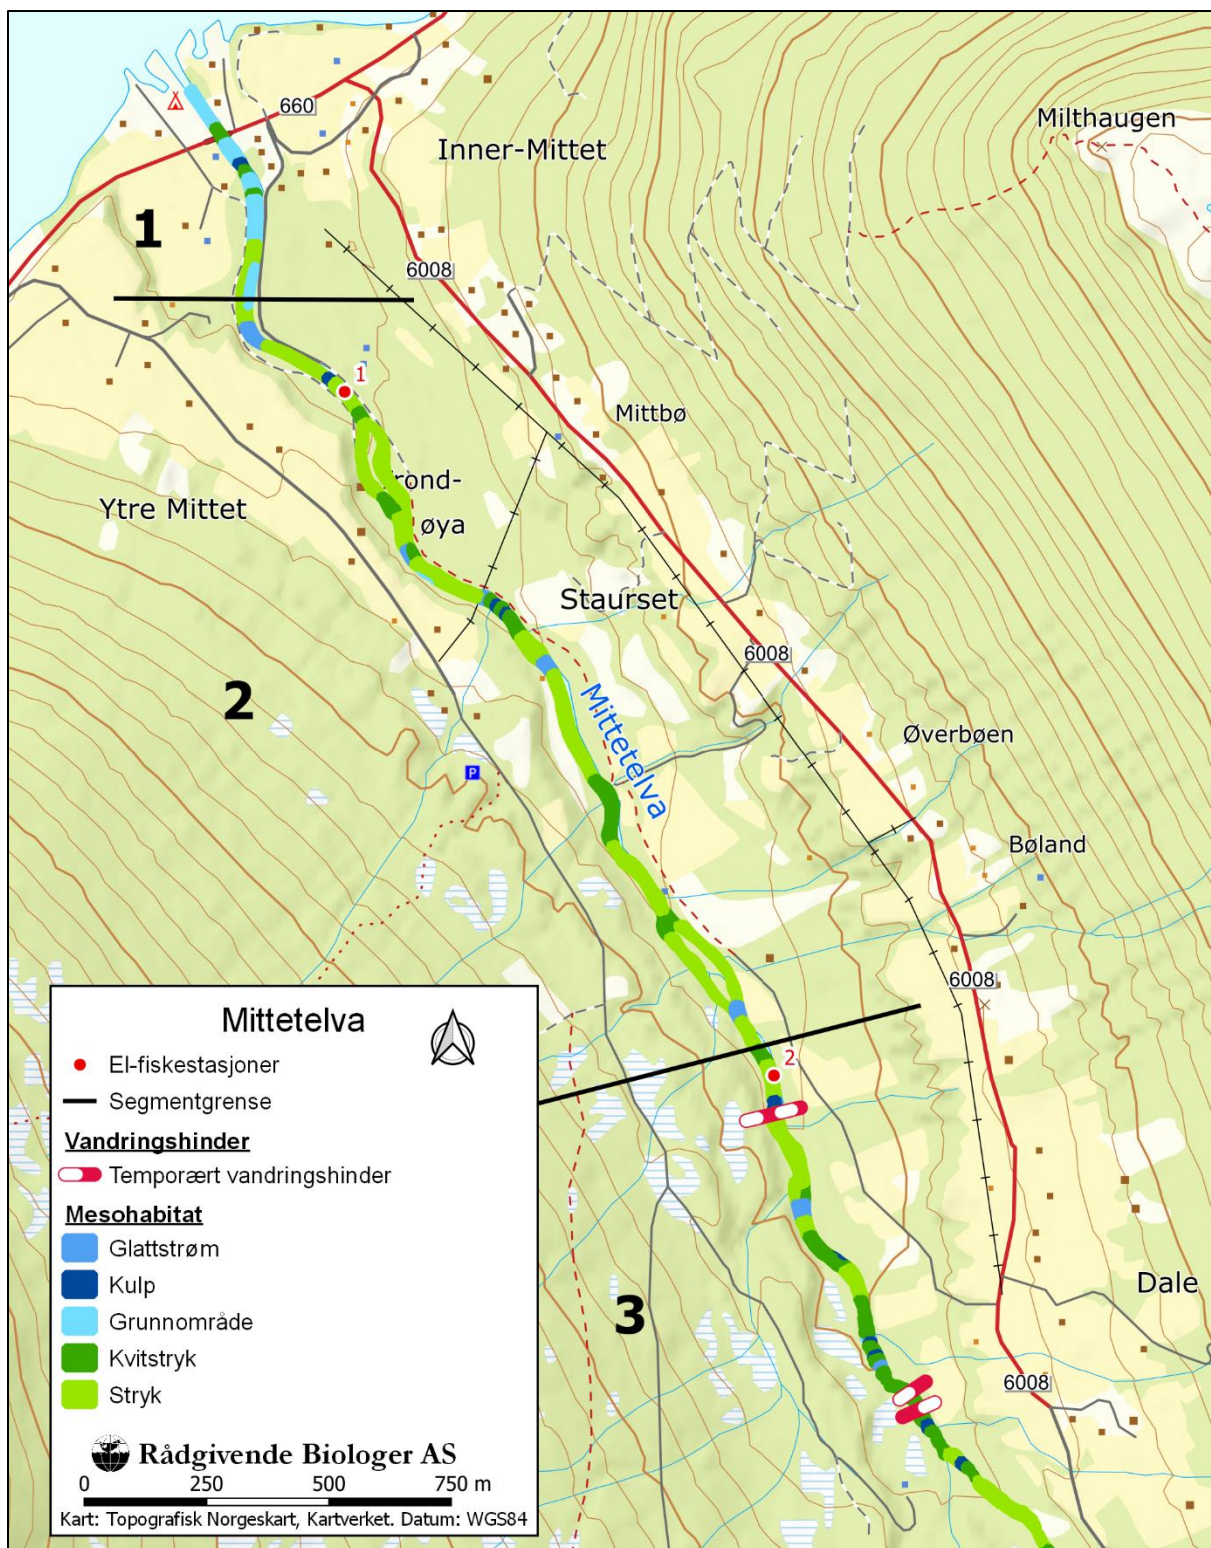 Milthaugen
660
Inner-Mittet
1
6008
1
Mittbø
rond-
øya
Ytre Mittet
Staurset
6008
2
Mittetelva
Øverbøen
P
Bøland
6008
2
Dale
3
6008
Mittetelva
El-fiskestasjoner
Segmentgrense
Vandringshinder
Temporært vandringshinder
Mesohabitat
Glattstrøm
Kulp
Grunnområde
Kvitstryk
Stryk
Rådgivende Biologer AS
0 250 500 750 m
Kart: Topografisk Norgeskart, Kartverket. Datum: WGS84